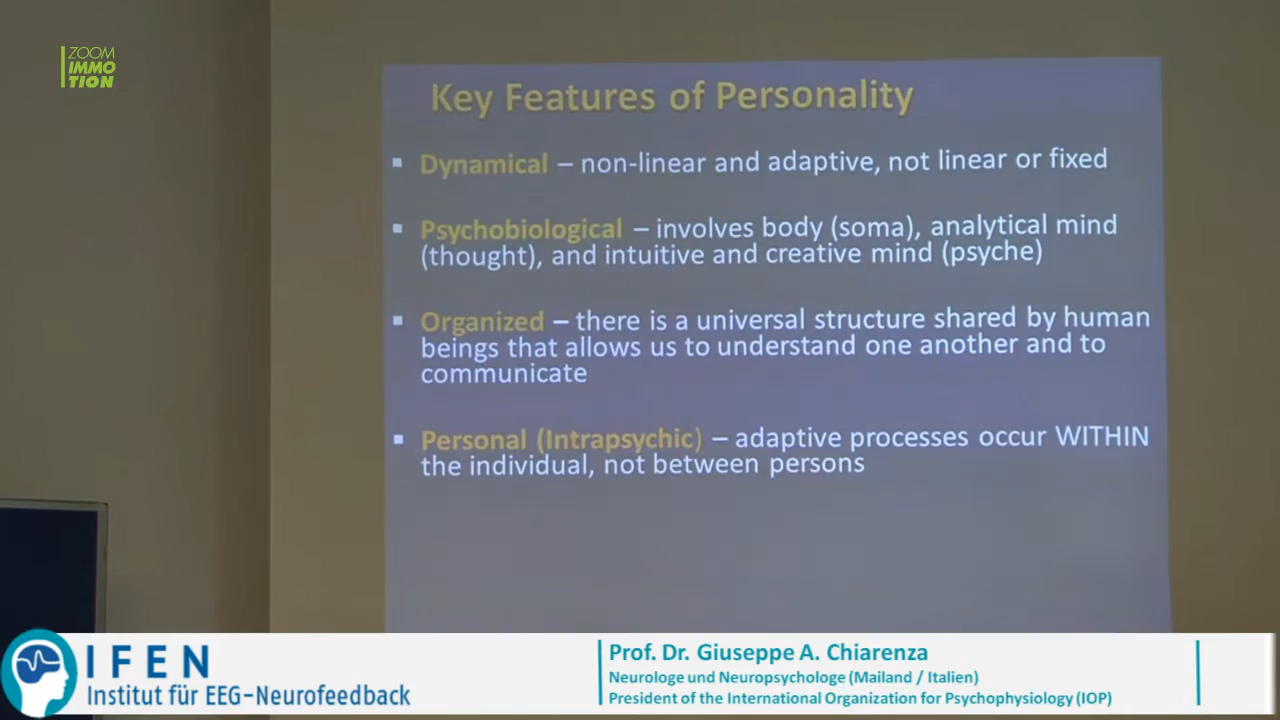 ZOOM
IMMO
TION
Key Features of Personality
▪ Dynamical – non-linear and adaptive, not linear or fixed
▪ Psychobiological – involves body (soma), analytical mind
(thought), and intuitive and creative mind (psyche)
▪ Organized – there is a universal structure shared by human
beings that allows us to understand one another and to
communicate
▪ Personal (Intrapsychic) – adaptive processes occur WITHIN
the individual, not between persons
IFEN
Institut für EEG-Neurofeedback
Prof. Dr. Giuseppe A. Chiarenza
Neurologe und Neuropsychologe (Mailand / Italien)
President of the International Organization for Psychophysiology (IOP)